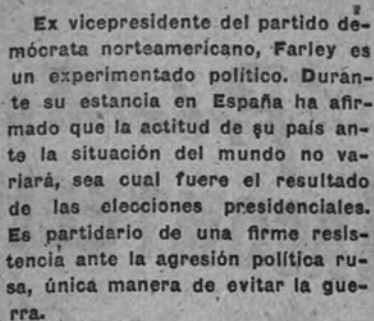 Ex vicepresidente del partido de-
mócrata norteamericano, Farley es
un experimentado político. Duran-
te su estancia en España ha afir-
mado que la actitud de su país an-
te la situación del mundo no va-
riará, sea cual fuere el resultado
de las elecciones presidenciales.
Es partidario de una firme resis-
tencia ante la agresión política ru-
sa, única manera de evitar la gue-
rra.